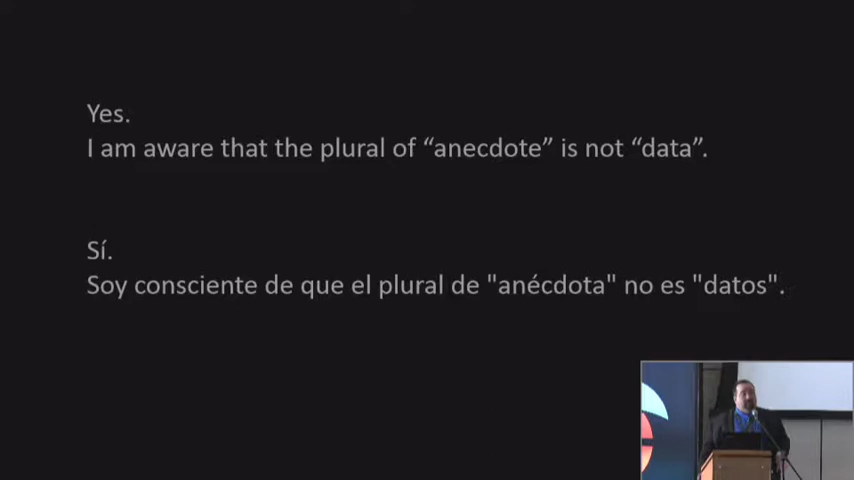 Yes.
I am aware that the plural of “anecdote” is not “data”.
Sí.
Soy consciente de que el plural de "anécdota" no es "datos".